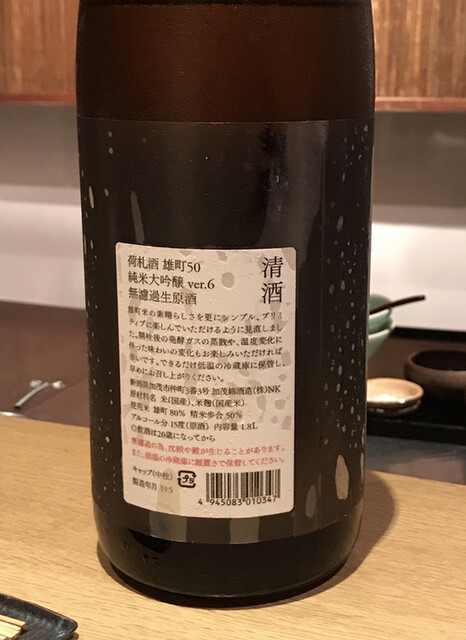 清酒
荷札酒 雄町50
純米大吟醸 ver.6
無濾過生原酒
雄町米の素晴らしさを更にシンプル、プリミ
ティブに楽しんでいただけるように見直しまし
た。開栓後の発酵ガスの蒸散や、温度変化に
伴った味わいの変化もお楽しみいただければ
幸いです。できるだけ低温の冷蔵庫に保管し、
早めにお召し上がりください。
新潟県加茂市仲町3番3号 加茂錦酒造(株)NK
原材料名 米(国産)、米麹(国産米)
使用米 雄町 80% 精米歩合 50%
アルコール分 15度(原酒) 内容量 1.8L
◎飲酒は20歳になってから
無濾過の為、沈殿や滓が生じることがあります。
また、低温の冷蔵庫に縦置きで保管してください。
キャップ(中栓)
プラ
製造年月 19.5
4 945083 010347